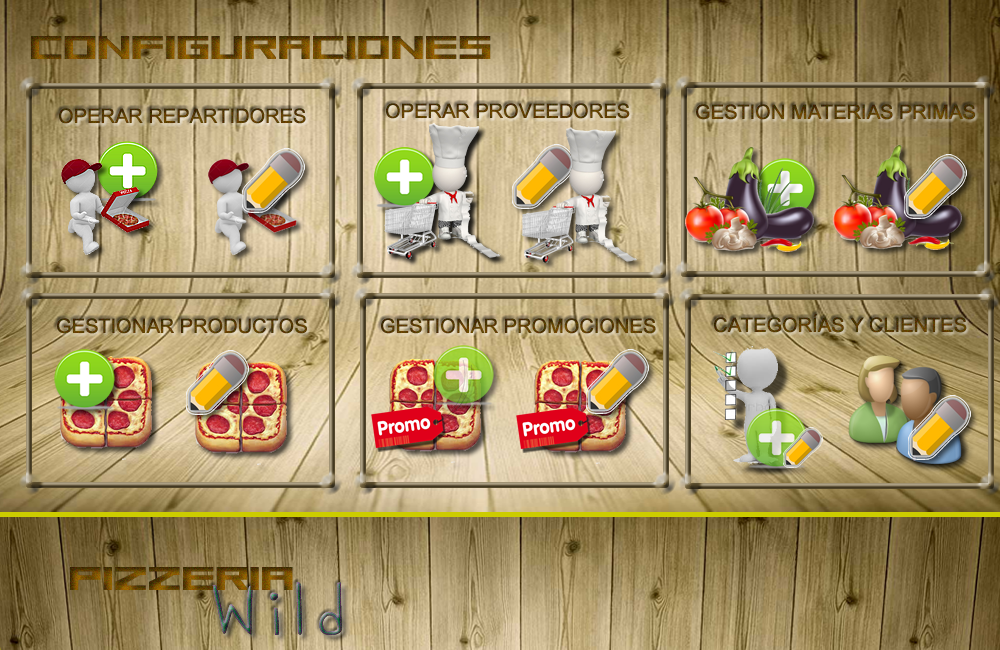 CONFIGURACIONES
OPERAR REPARTIDORES
OPERAR PROVEEDORES
GESTION MATERIAS PRIMAS
GESTIONAR PRODUCTOS
GESTIONAR PROMOCIONES
Promo
Promo
CATEGORÍAS Y CLIENTES
PIZZERIA
Wild